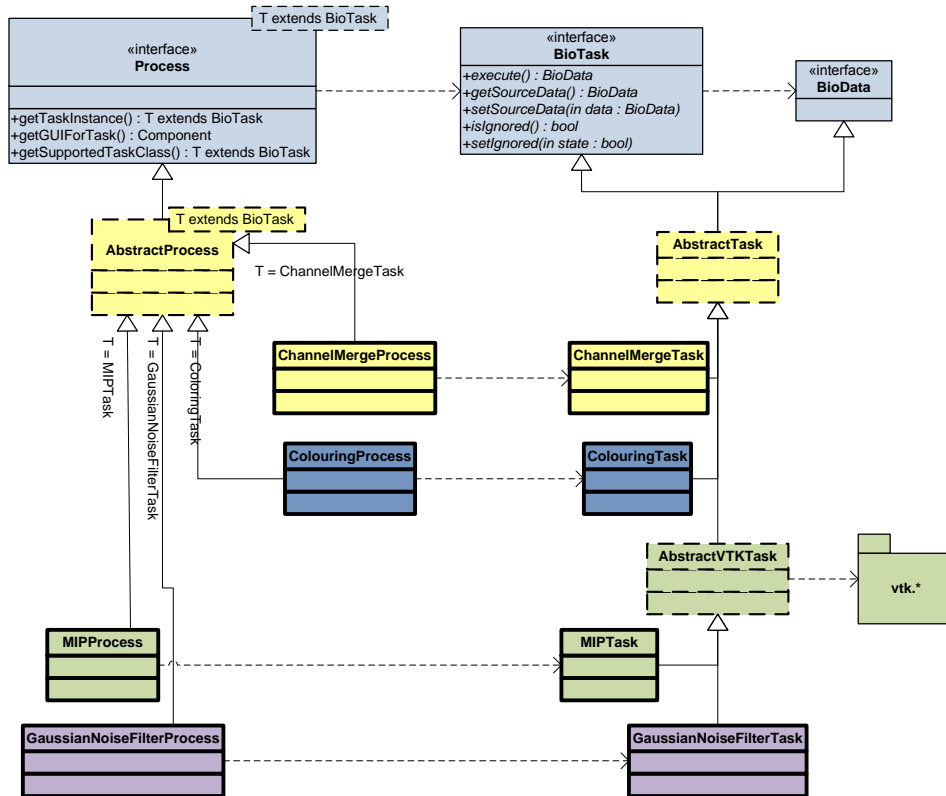 T extends BioTask
«interface»
Process
+getTaskInstance() : T extends BioTask
+getGUIForTask() : Component
+getSupportedTaskClass() : T extends BioTask
«interface»
BioTask
+execute() : BioData
+getSourceData() : BioData
+setSourceData(in data : BioData)
+isIgnored() : bool
+setIgnored(in state : bool)
«interface»
BioData
T extends BioTask
AbstractProcess
T = ChannelMergeTask
AbstractTask
T = MIPTask
T = GaussianNoiseFilterTask
T = ColoringTask
ChannelMergeProcess
ChannelMergeTask
ColouringProcess
ColouringTask
AbstractVTKTask
vtk.*
MIPProcess
MIPTask
GaussianNoiseFilterProcess
GaussianNoiseFilterTask